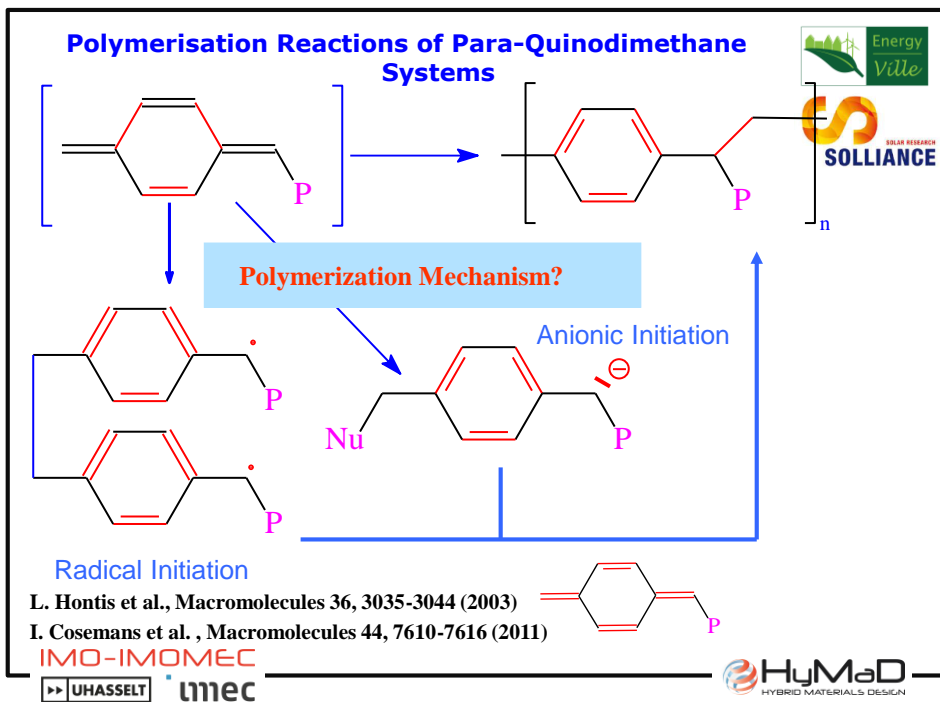 Polymerisation Reactions of Para-Quinodimethane
Systems
Energy
Ville
SOLAR RESEARCH
SOLLIANCE
P
P
n
Polymerization Mechanism?
Anionic Initiation
P
Nu
P
P
Radical Initiation
L. Hontis et al., Macromolecules 36, 3035-3044 (2003)
I. Cosemans et al. , Macromolecules 44, 7610-7616 (2011)
P
IMO-IMOMEC
UHASSELT
imec
HyMaD
HYBRID MATERIALS DESIGN